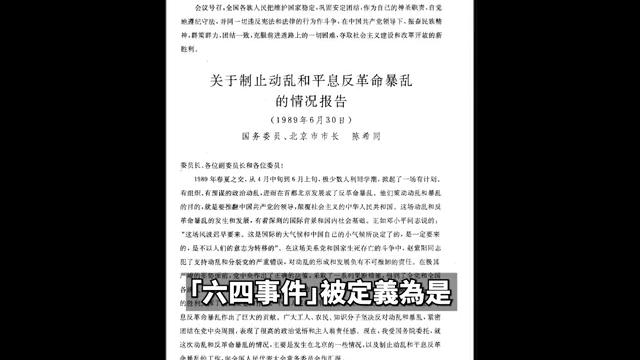 会议号召,全国各族人民把维护国家稳定,巩固安定团结,作为自己的神圣职责,自觉
地遵纪守法,并同一切违反宪法和法律的行为作斗争,在中国共产党领导下,振奋民族精
神,群策群力,团结一致,克服前进道路上的一切困难,夺取社会主义建设和改革开放的新
胜利。
关于制止动乱和平息反革命暴乱
的情况报告
(1989年6月30日)
国务委员、北京市市长 陈希同
委员长、各位副委员长和各位委员:
1989年春夏之交,从4月中旬到6月上旬,极少数人利用学潮,掀起了一场有计划、
有组织、有预谋的政治动乱,进而在首都北京发展成了反革命暴乱。他们策动动乱和暴乱
的目的,就是要推翻中国共产党的领导,颠覆社会主义的中华人民共和国。这场动乱和反
革命暴乱的发生和发展,有着深刻的国际背景和国内社会基础。正如邓小平同志说的:
“这场风波迟早要来。这是国际的大气候和中国自己的小气候所决定了的,是一定要来
的,是不以人们的意志为转移的”。在这场关系党和国家生死存亡的斗争中,赵紫阳同志
犯了支持动乱和分裂党的严重错误,对动乱的形成和发展负有不可推卸的责任。在极其
「六四事件」被定義為是
革命暴乱作出了巨大的贡献。广大工人、农民、知识分子坚决反对动乱和暴乱,紧密
团结在党中央周围,表现了很高的政治觉悟和主人翁责任感。现在,我受国务院委托,就
这次动乱和反革命暴乱的情况,主要是发生在北京的一些情况,以及制止动乱和平息反
革命暴乱的工作,向全国人民代表大会常务委员会作汇报。